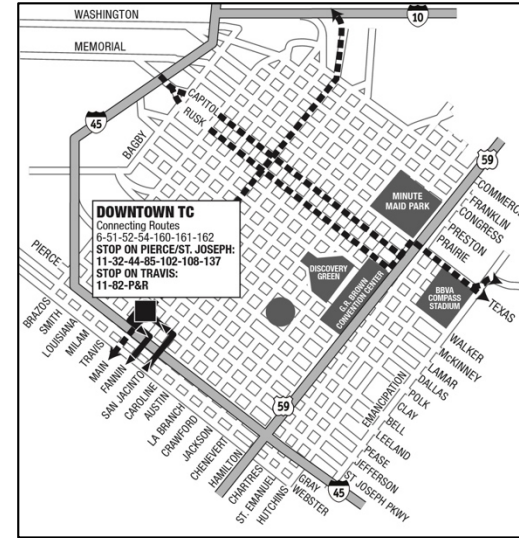 WASHINGTON
10
MEMORIAL
45
CAPITOL
RUSK
BAGBY
59
MINUTE
MAID PARK
COMMERCE
FRANKLIN
CONGRESS
PRESTON
PRAIRIE
TEXAS
DOWNTOWN TC
Connecting Routes
6-51-52-54-160-161-162
STOP ON PIERCE/ST. JOSEPH:
11-32-44-85-102-108-137
STOP ON TRAVIS:
11-82-P&R
DISCOVERY
GREEN
G.R. BROWN
CONVENTION CENTER
BBVA
COMPASS
STADIUM
PIERCE
BRAZOS
SMITH
LOUISIANA
MILAM
TRAVIS
MAIN
FANNIN
SAN JACINTO
CAROLINE
AUSTIN
LA BRANCH
CRAWFORD
JACKSON
CHENEVERT
HAMILTON
CHARTRES
ST. EMANUEL
HUTCHINS
59
EMANCIPATION
WALKER
McKINNEY
LAMAR
DALLAS
POLK
CLAY
BELL
LEELAND
PEASE
JEFFERSON
ST JOSEPH PKWY
GRAY
WEBSTER
45